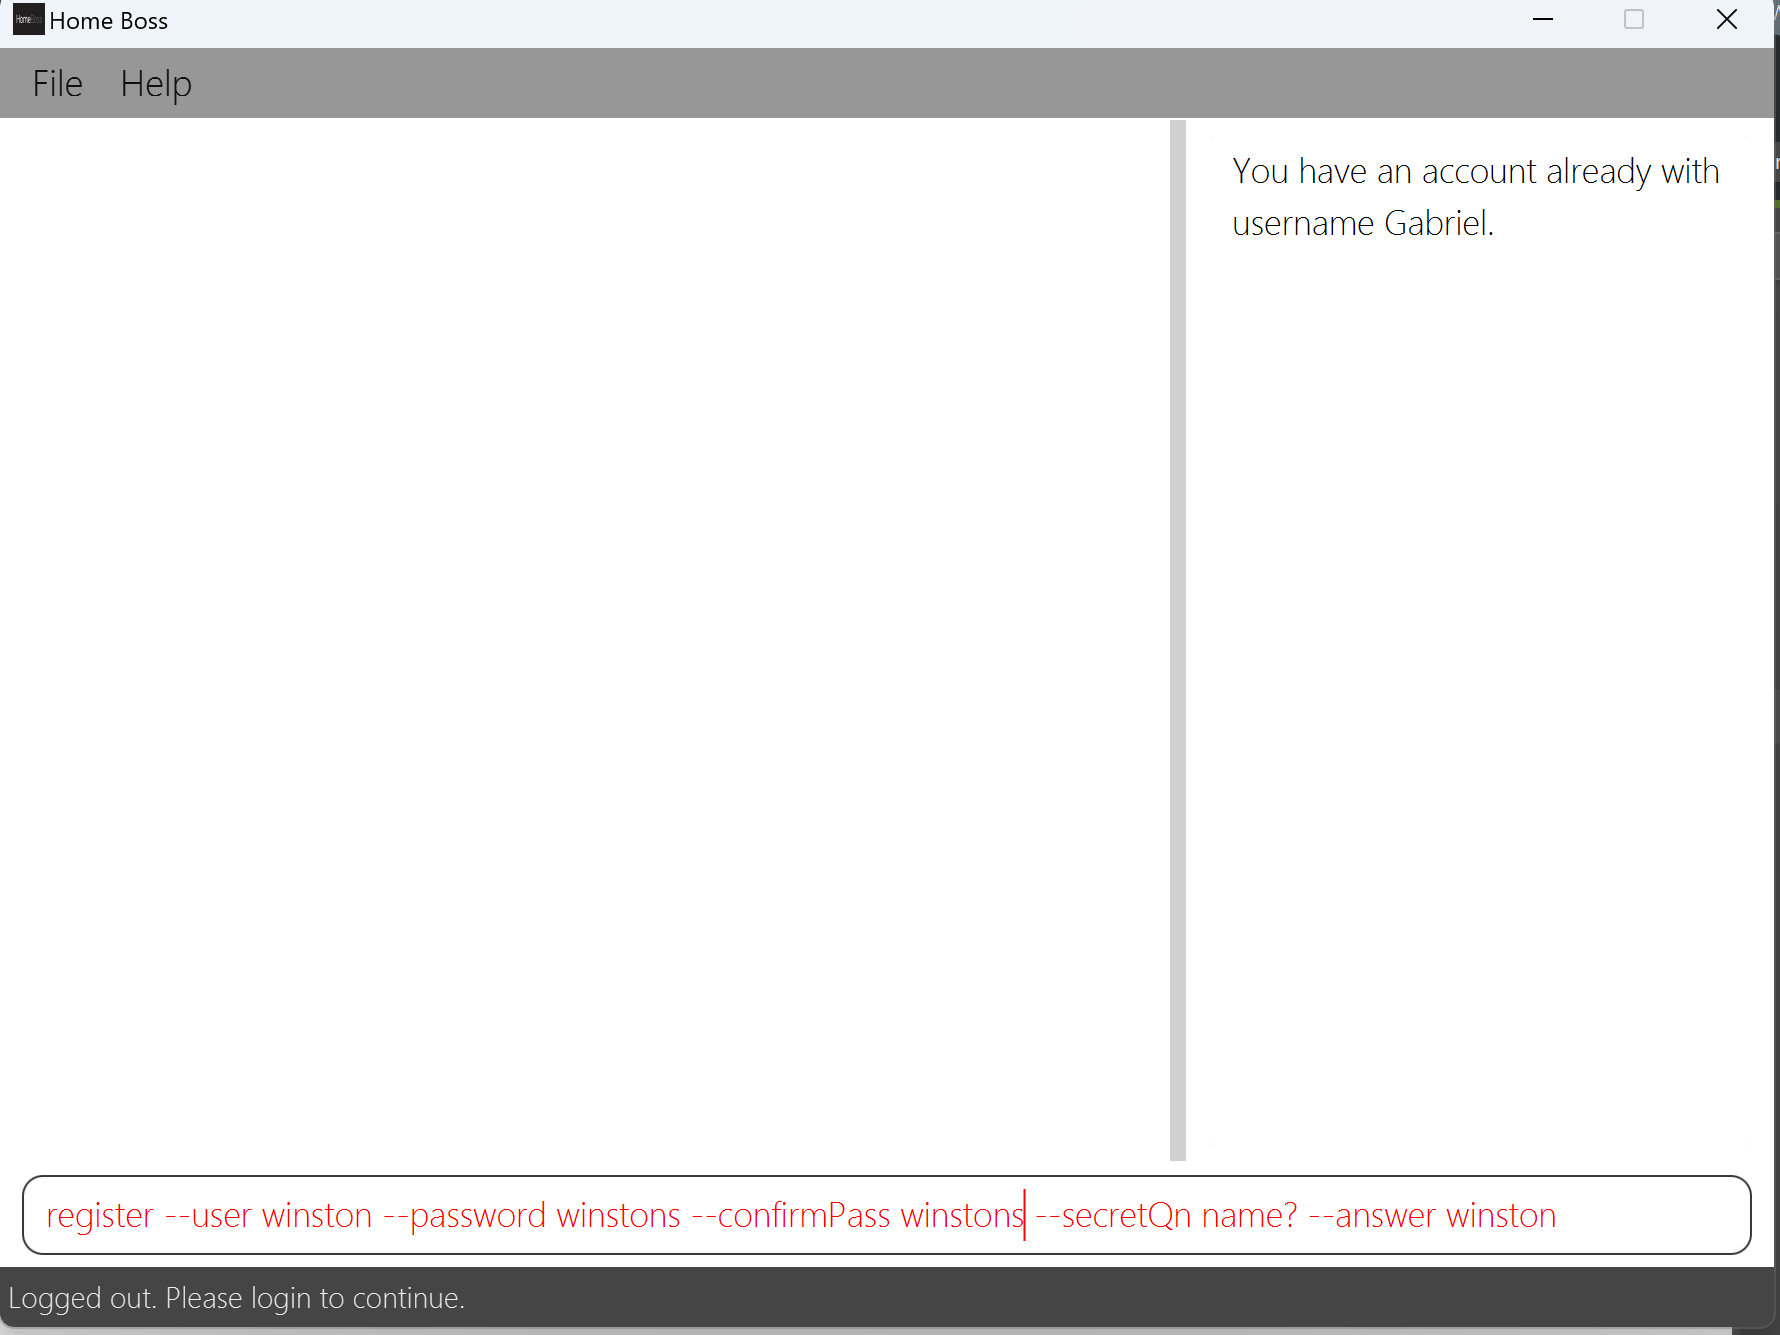 Home Boss
File Help
You have an account already with
username Gabriel.
register --user winston --password winstons --confirmPass winstons --secretQn name? --answer winston
Logged out. Please login to continue.